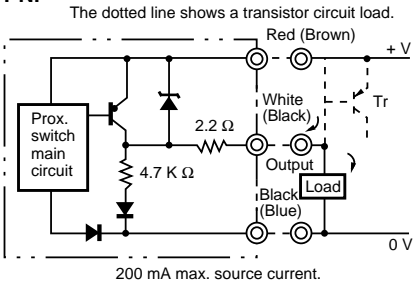 The dotted line shows a transistor circuit load.
Red (Brown)
+ V
Prox.
switch
main
circuit
White
(Black)
Tr
2.2 Ω
4.7 K Ω
Output
Load
Black
(Blue)
0 V
200 mA max. source current.